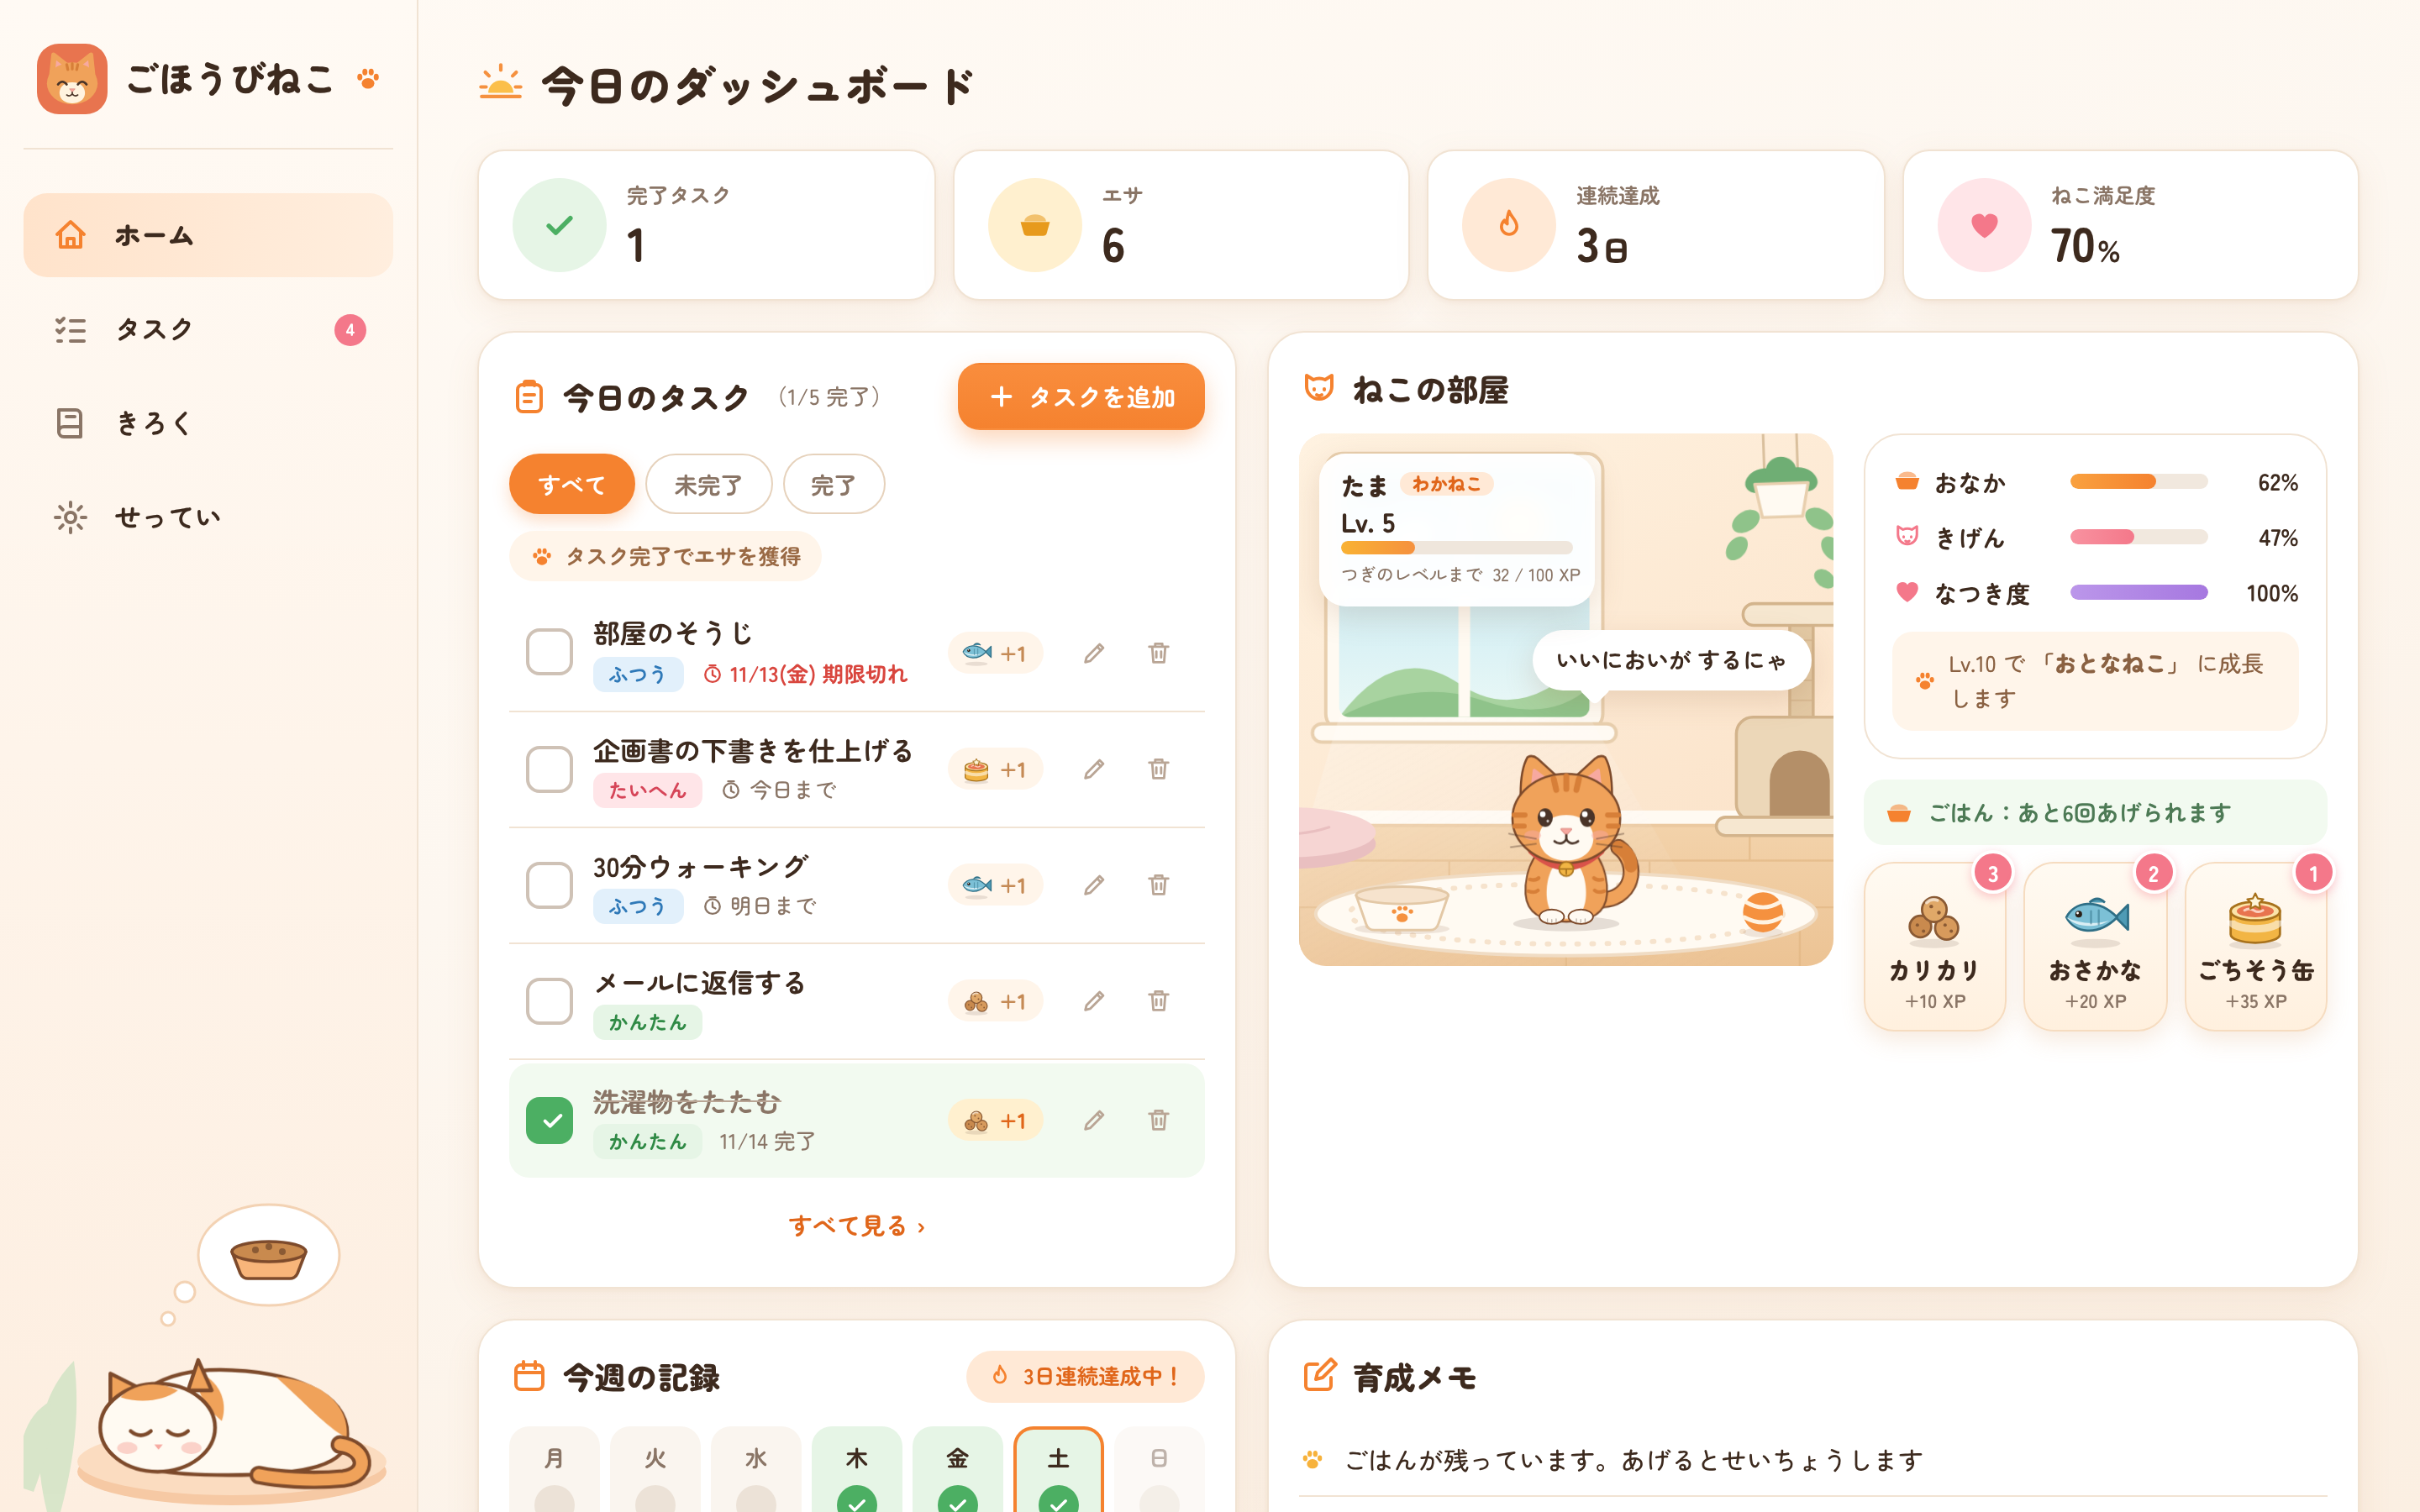 ごほうびねこ
ホーム
タスク
4
きろく
せってい
今日のダッシュボード
完了タスク
1
エサ
6
連続達成
3日
ねこ満足度
70%
今日のタスク (1/5 完了)
タスクを追加
すべて
未完了
完了
タスク完了でエサを獲得
部屋のそうじ
ふつう
11/13(金) 期限切れ
+1
企画書の下書きを仕上げる
たいへん
今日まで
+1
30分ウォーキング
ふつう
明日まで
+1
メールに返信する
かんたん
+1
洗濯物をたたむ
かんたん
11/14 完了
+1
すべて見る ›
ねこの部屋
たま わかねこ
Lv. 5
つぎのレベルまで 32 / 100 XP
いいにおいが するにゃ
おなか
62%
きげん
47%
なつき度
100%
Lv.10 で 「おとなねこ」 に成長
します
ごはん：あと6回あげられます
3
カリカリ
+10 XP
2
おさかな
+20 XP
1
ごちそう缶
+35 XP
今週の記録
3日連続達成中！
月
火
水
木
金
土
日
育成メモ
ごはんが残っています。あげるとせいちょうします